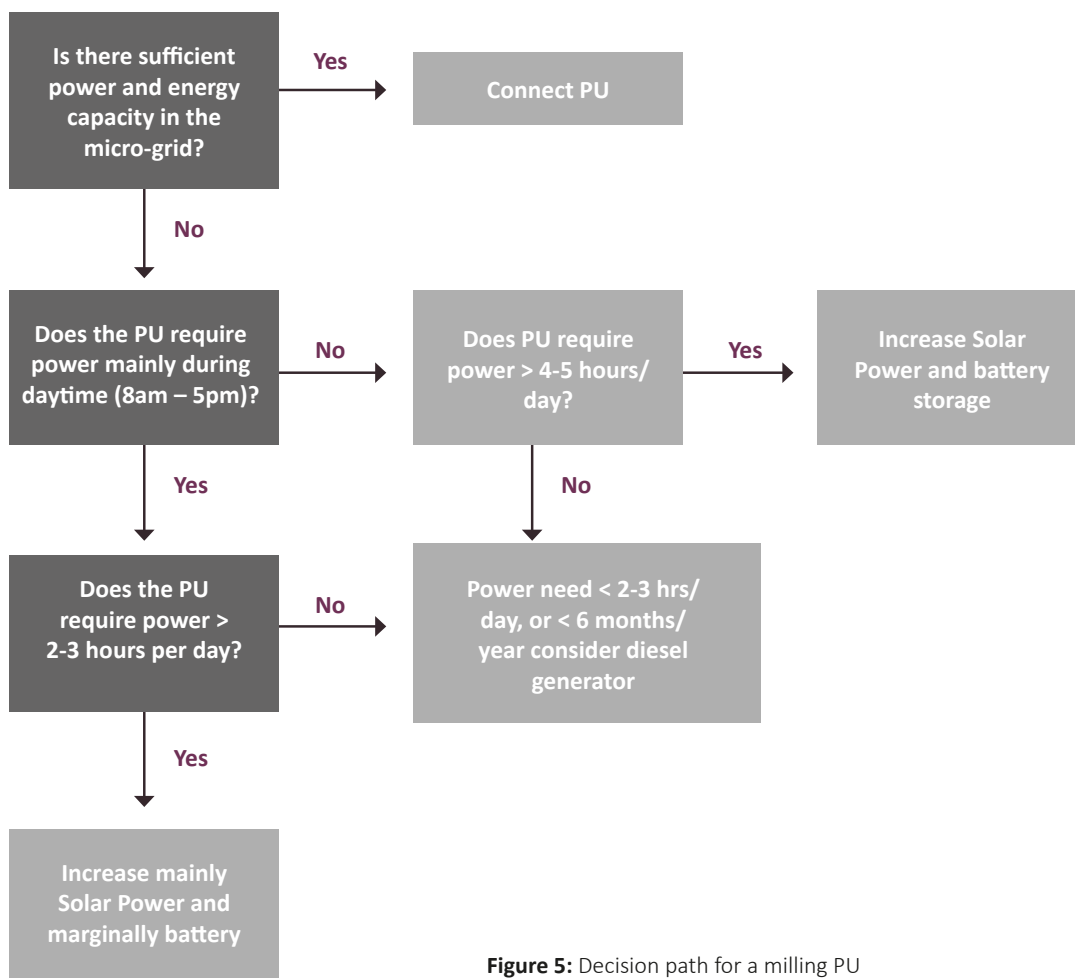 Is there sufficient
power and energy
capacity in the
micro-grid?
Yes
Connect PU
No
Does the PU require
power mainly during
daytime (8am – 5pm)?
No
Does PU require
power > 4-5 hours/
day?
Yes
Increase Solar
Power and battery
storage
Yes
No
Does the PU
require power >
2-3 hours per day?
No
Power need < 2-3 hrs/
day, or < 6 months/
year consider diesel
generator
Yes
Increase mainly
Solar Power and
marginally battery
Figure 5: Decision path for a milling PU